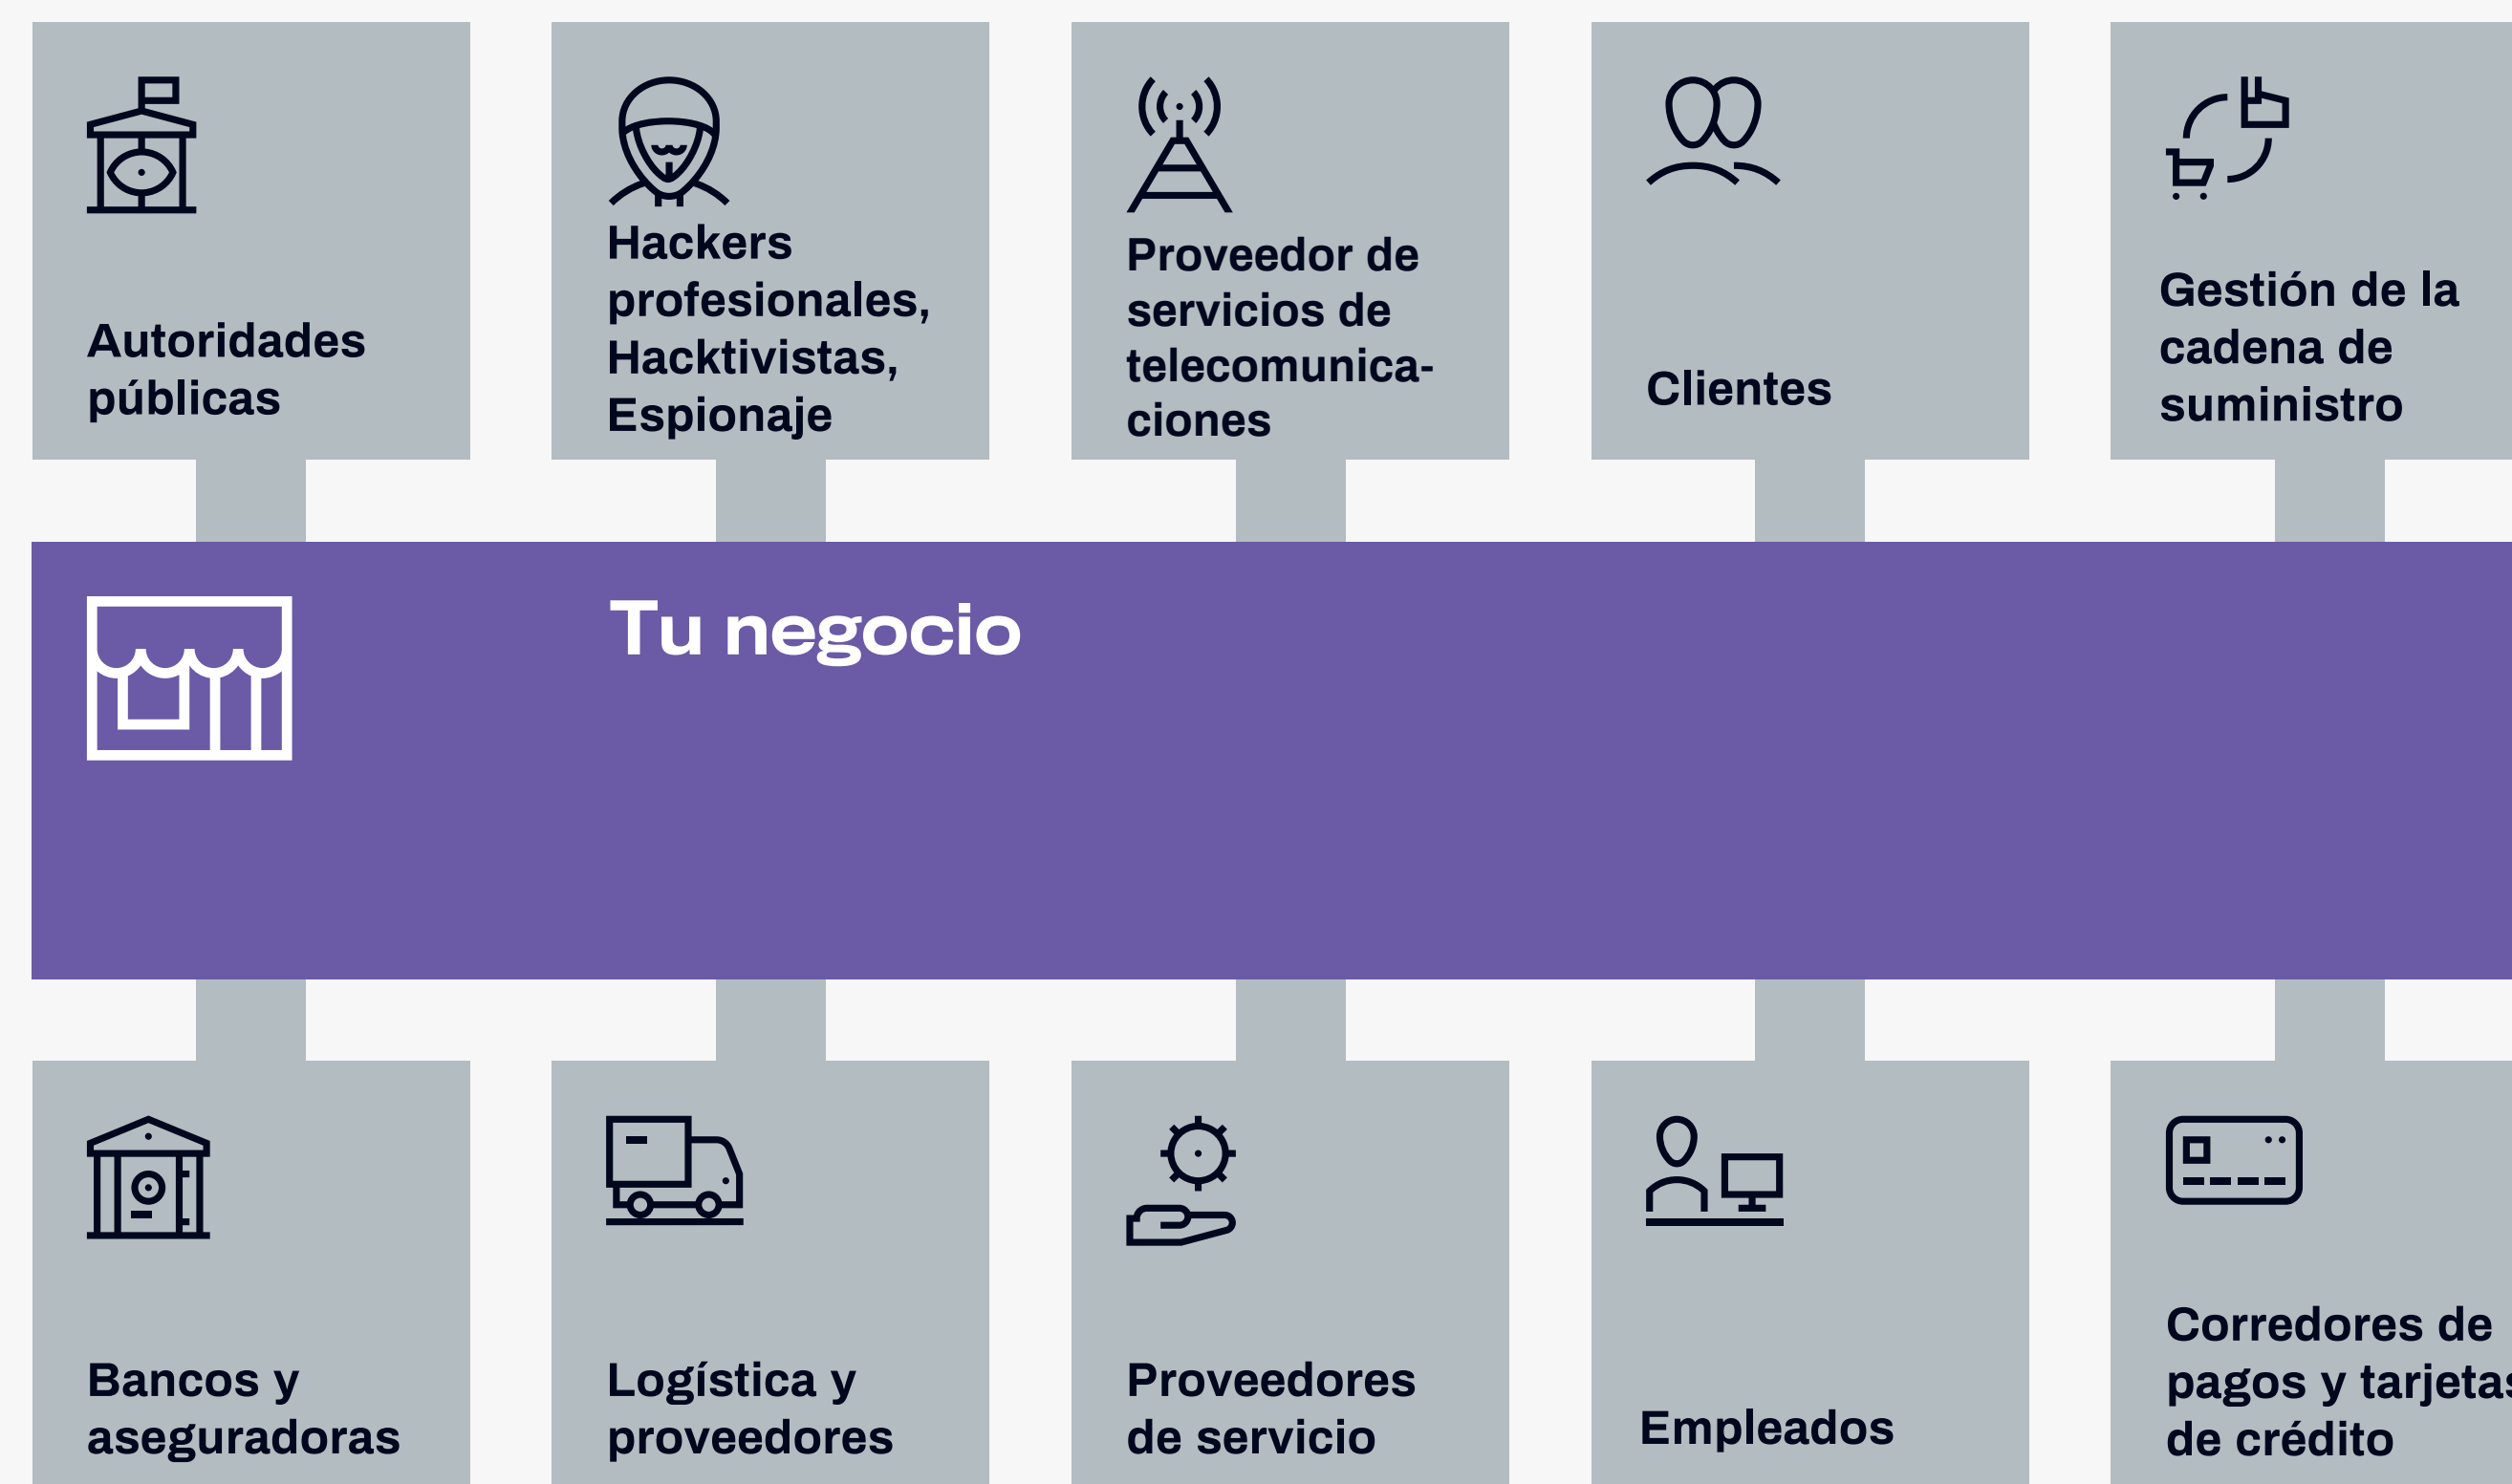 Autoridades
públicas
Hackers
profesionales,
Hacktivistas,
Espionaje
Proveedor de
servicios de
telecomunica-
ciones
Clientes
Gestión de la
cadena de
suministro
Tu negocio
Bancos y
aseguradoras
Logística y
proveedores
Proveedores
de servicio
Empleados
Corredores de
pagos y tarjetas
de crédito